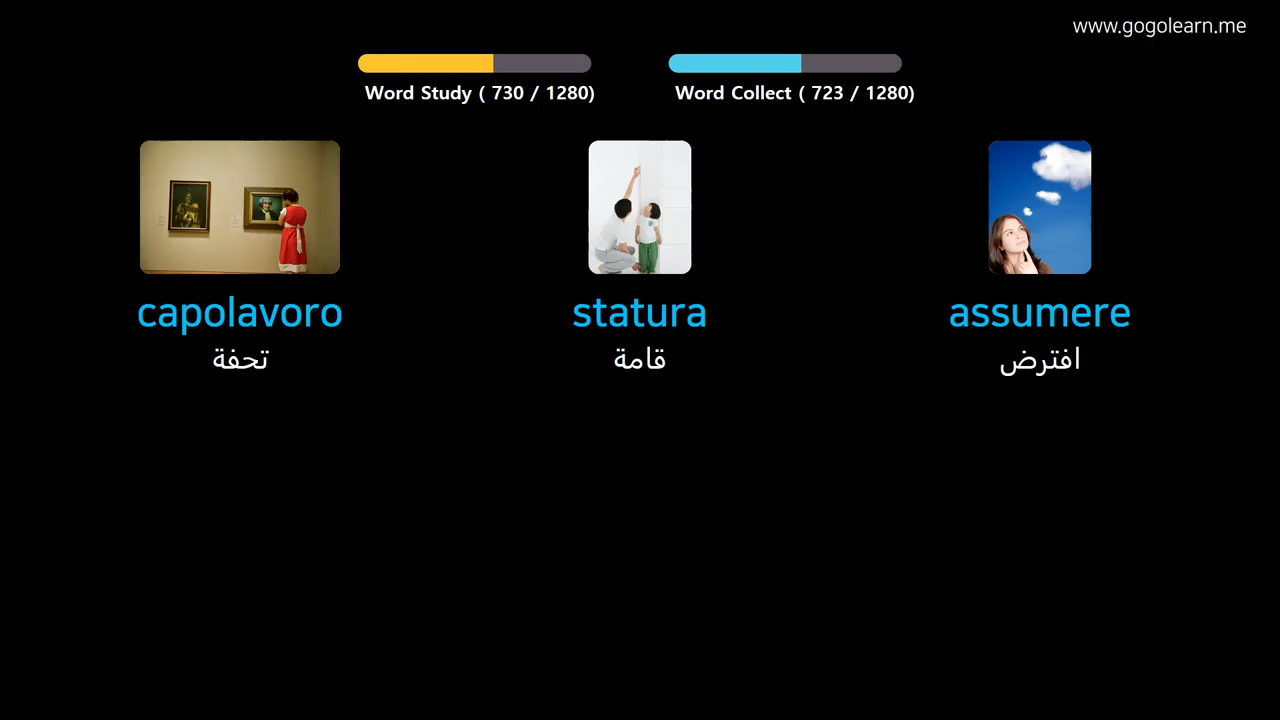 www.gogolearn.me
Word Study ( 730 / 1280)
Word Collect ( 723 / 1280)
capolavoro
تحفة
statura
قامة
assumere
افترض